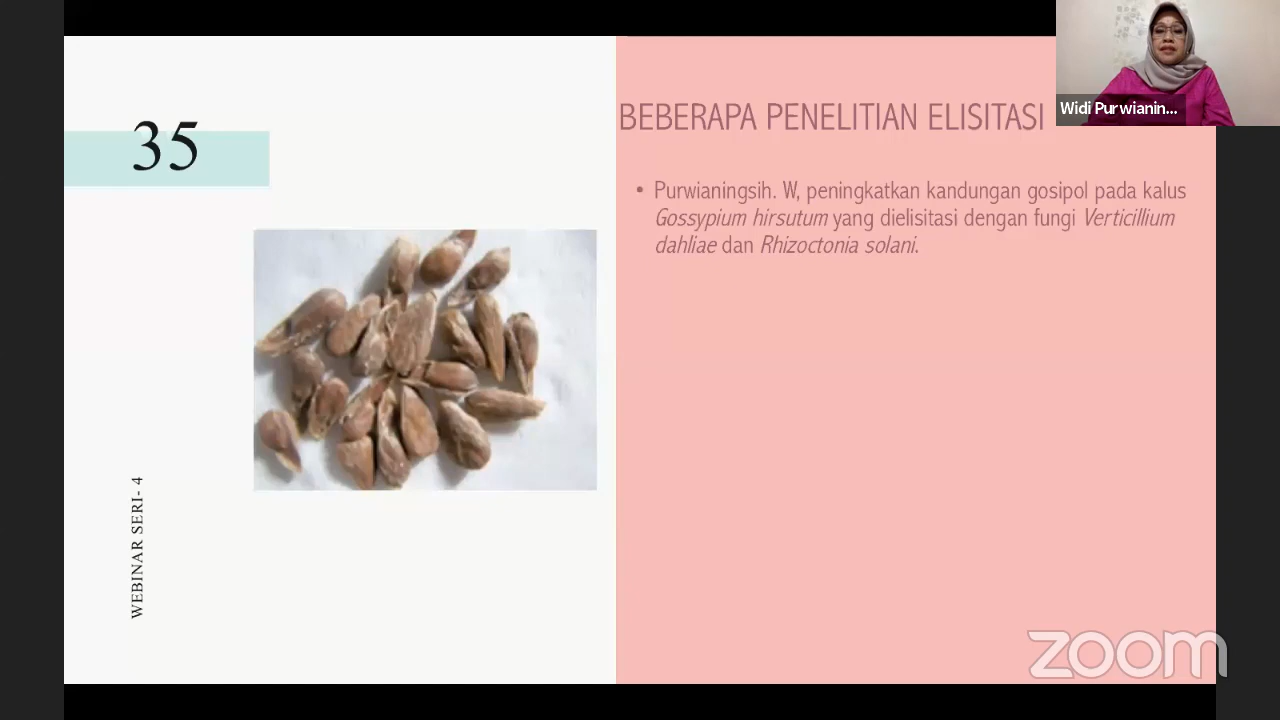 35
WEBINAR SERI- 4
BEBERAPA PENELITIAN ELISITASI
• Purwianingsih. W, peningkatkan kandungan gosipol pada kalus
Gossypium hirsutum yang dielisitasi dengan fungi Verticillium
dahliae dan Rhizoctonia solani.
Widi Purwianin...
zoom